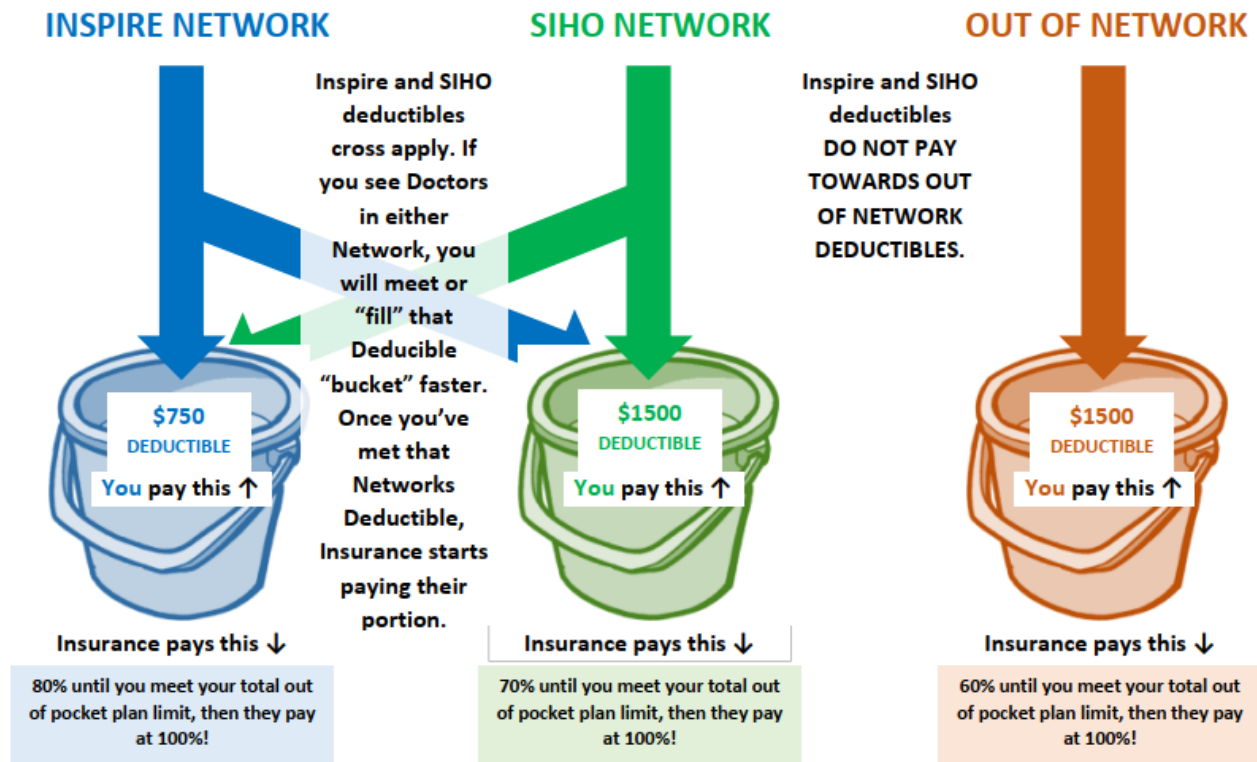 INSPIRE NETWORK
SIHO NETWORK
OUT OF NETWORK
Inspire and SIHO
deductibles
cross apply. If
you see Doctors
in either
Network, you
will meet or
“fill” that
Deducible
“bucket” faster.
Once you’ve
met that
Networks
Deductible,
Insurance starts
paying their
portion.
Inspire and SIHO
deductibles
DO NOT PAY
TOWARDS OUT
OF NETWORK
DEDUCTIBLES.
$750
DEDUCTIBLE
You pay this ↑
$1500
DEDUCTIBLE
You pay this ↑
$1500
DEDUCTIBLE
You pay this ↑
Insurance pays this ↓
80% until you meet your total out
of pocket plan limit, then they pay
at 100%!
Insurance pays this ↓
70% until you meet your total out
of pocket plan limit, then they pay
at 100%!
Insurance pays this ↓
60% until you meet your total out
of pocket plan limit, then they pay
at 100%!